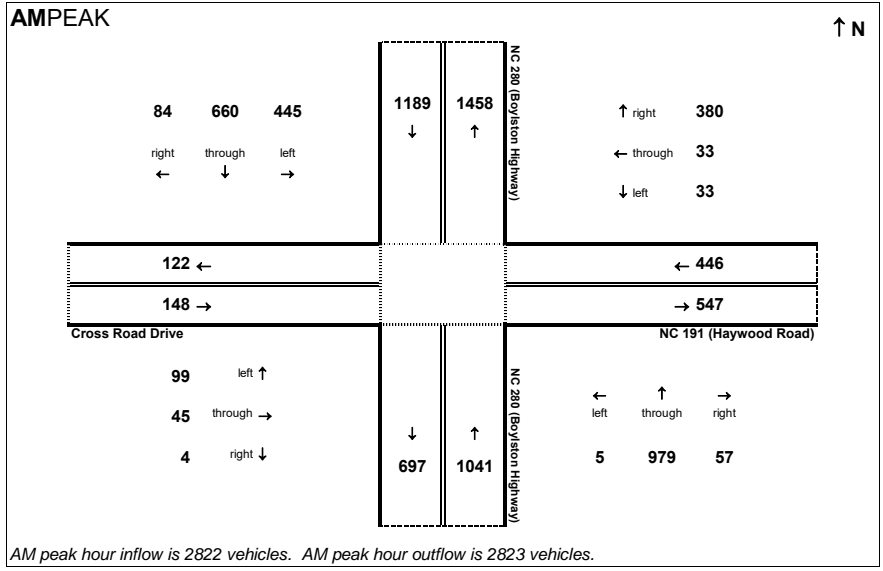 AMPEAK
↑ N
84 660 445
right through left
← ↓ →
1189 1458
↓ ↑
NC 280 (Boylston Highway)
↑ right 380
← through 33
↓ left 33
122 ←
148 →
← 446
→ 547
Cross Road Drive
NC 191 (Haywood Road)
99 left ↑
45 through →
4 right ↓
↓ ↑
697 1041
NC 280 (Boylston Highway)
← ↑ →
left through right
5 979 57
AM peak hour inflow is 2822 vehicles. AM peak hour outflow is 2823 vehicles.